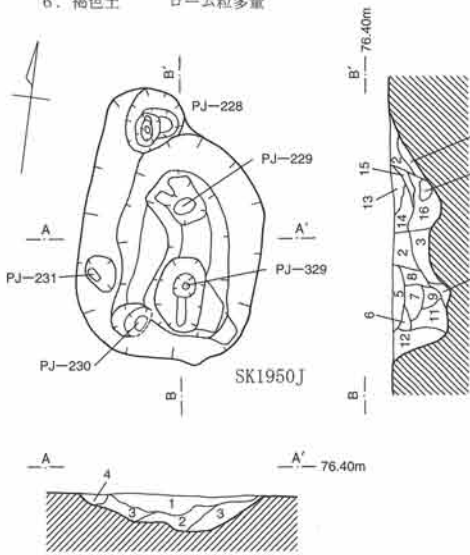 6. 褐色土 ローム粒多量
B′
B′ 76.40m
PJ—228
PJ—229
A
A′
PJ—231
PJ—329
PJ—230
SK1950J
B
B
2
15
13
16
14
2
3
8
5
7
9
6
11
12
A
A′ 76.40m
4
1
3
2
3